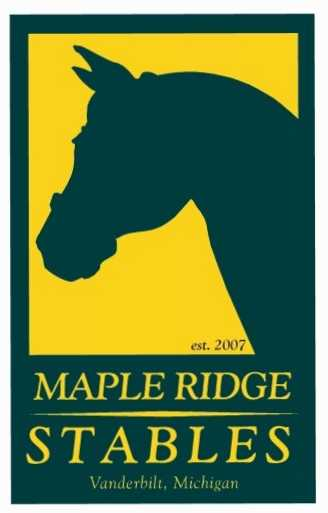 est. 2007
MAPLE RIDGE
STABLES
Vanderbilt, Michigan